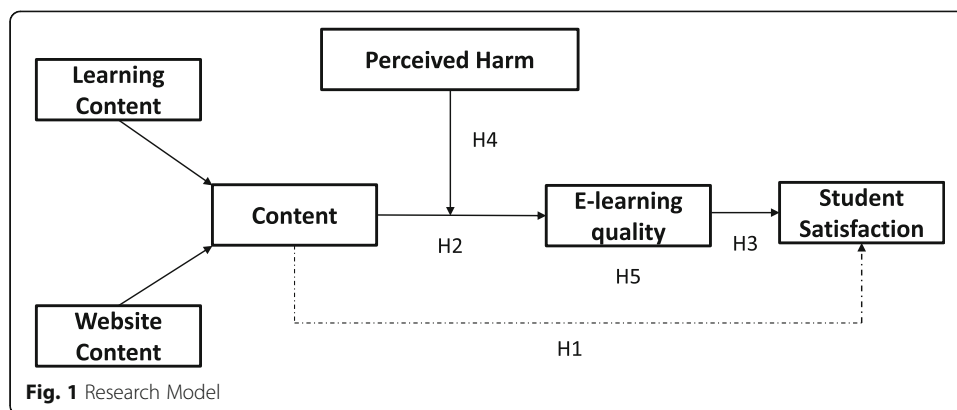 Perceived Harm
Learning
Content
H4
Content
H2
E-learning
quality
H3
Student
Satisfaction
H5
Website
Content
H1
Fig. 1 Research Model